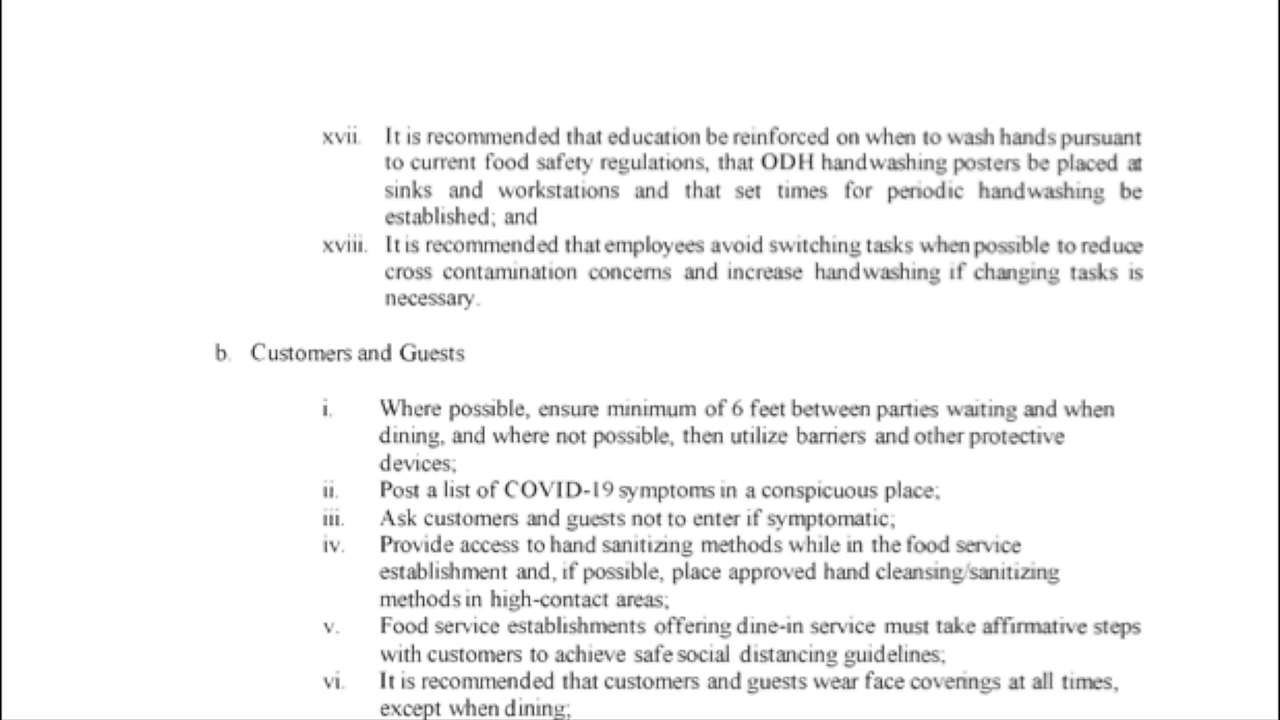 xvii. It is recommended that education be reinforced on when to wash hands pursuant
to current food safety regulations, that ODH handwashing posters be placed at
sinks and workstations and that set times for periodic handwashing be
established; and
xviii. It is recommended that employees avoid switching tasks when possible to reduce
cross contamination concerns and increase handwashing if changing tasks is
necessary.
b. Customers and Guests
i. Where possible, ensure minimum of 6 feet between parties waiting and when
dining, and where not possible, then utilize barriers and other protective
devices;
ii. Post a list of COVID-19 symptoms in a conspicuous place;
iii. Ask customers and guests not to enter if symptomatic;
iv. Provide access to hand sanitizing methods while in the food service
establishment and, if possible, place approved hand cleansing/sanitizing
methods in high-contact areas;
v. Food service establishments offering dine-in service must take affirmative steps
with customers to achieve safe social distancing guidelines;
vi. It is recommended that customers and guests wear face coverings at all times,
except when dining;